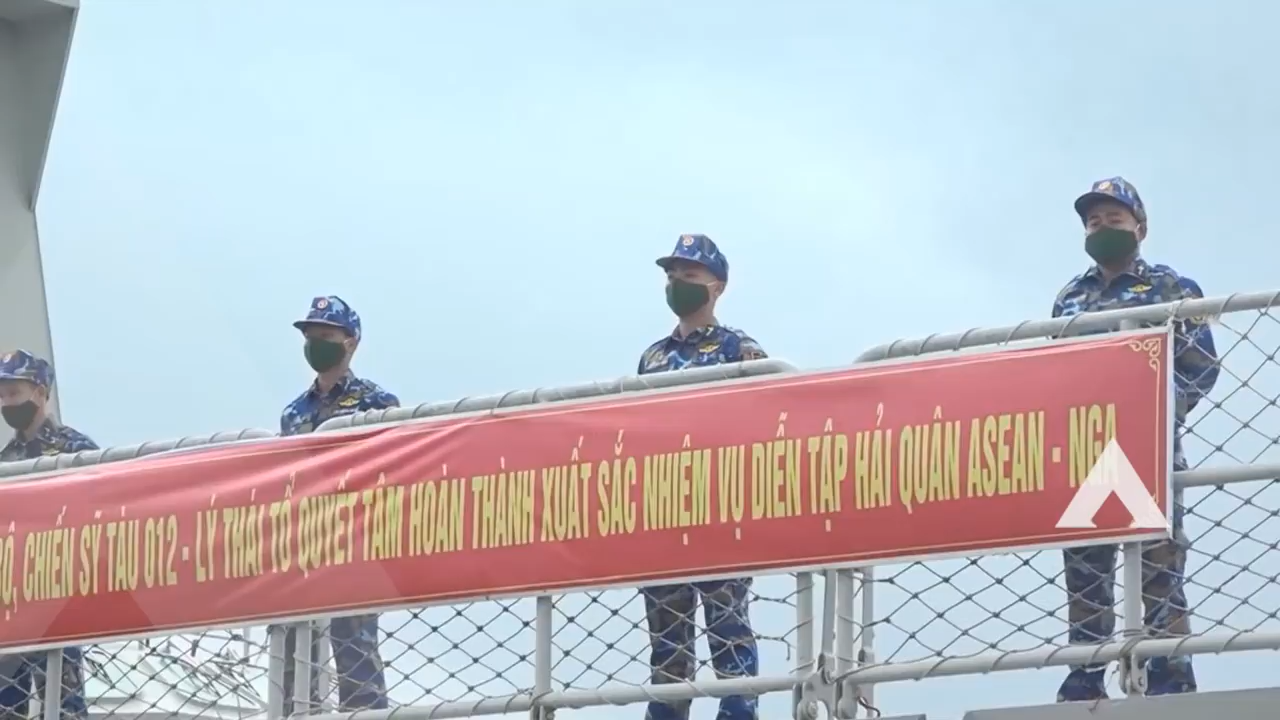 BỘ, CHIẾN SỸ TÀU 012 - LÝ THÁI TỔ QUYẾT TÂM HOÀN THÀNH XUẤT SẮC NHIỆM VỤ DIỄN TẬP HẢI QUÂN ASEAN - NGA